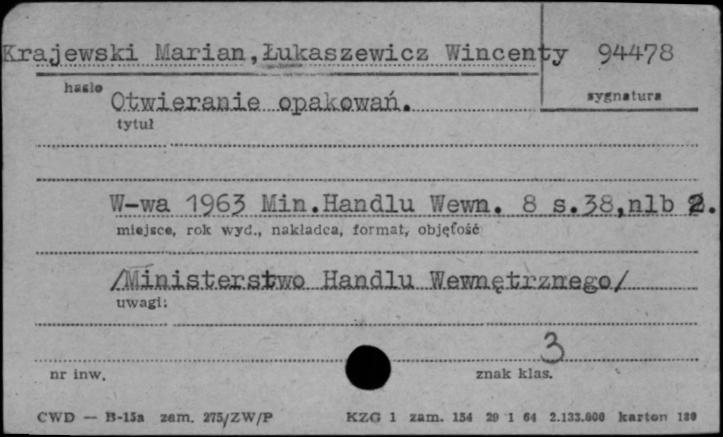 Krajewski Marian, Łukaszewicz Wincenty 94478
hasło sygnatura
Otwieranie opakowań.
tytuł
W-wa 1963 Min.Handlu Wewn. 8 s.38,nlb 2.
miejsce, rok wyd., nakładca, format, objętość
/Ministerstwo Handlu Wewnętrznego/
uwagi:
3
nr inw. znak klas.
CWD — B-15a zam. 275/ZW/P KZG 1 zam. 154 29 1 64 2.133.000 karton 180